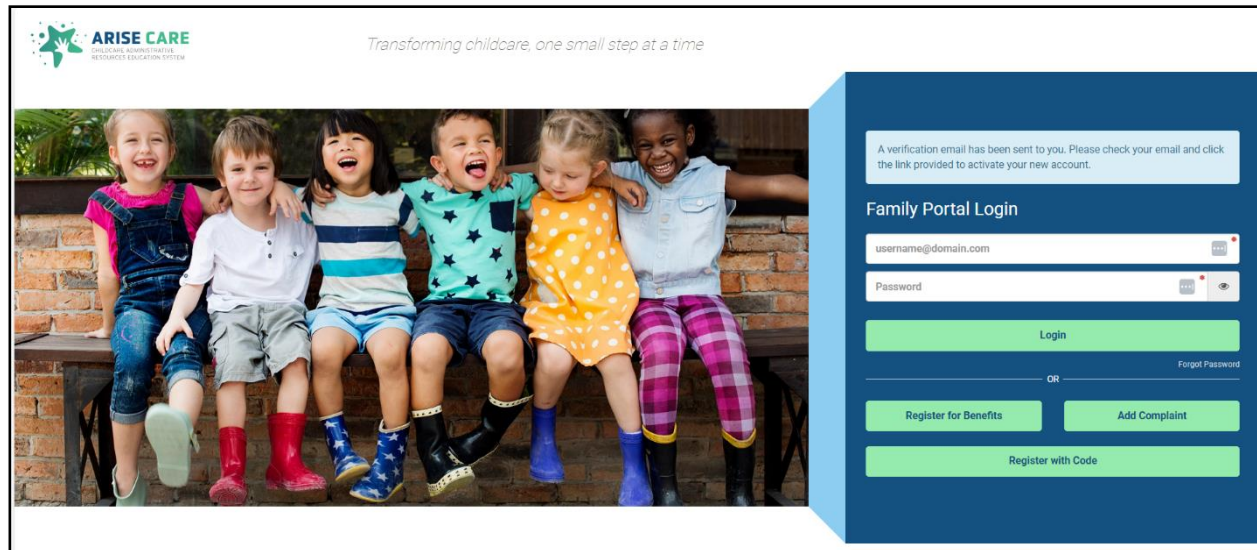 ARISE CARE
CHILDCARE ADMINISTRATIVE
RESOURCES EDUCATION SYSTEM
Transforming childcare, one small step at a time
A verification email has been sent to you. Please check your email and click
the link provided to activate your new account.
Family Portal Login
username@domain.com
Password
Login
Forgot Password
OR
Register for Benefits
Add Complaint
Register with Code